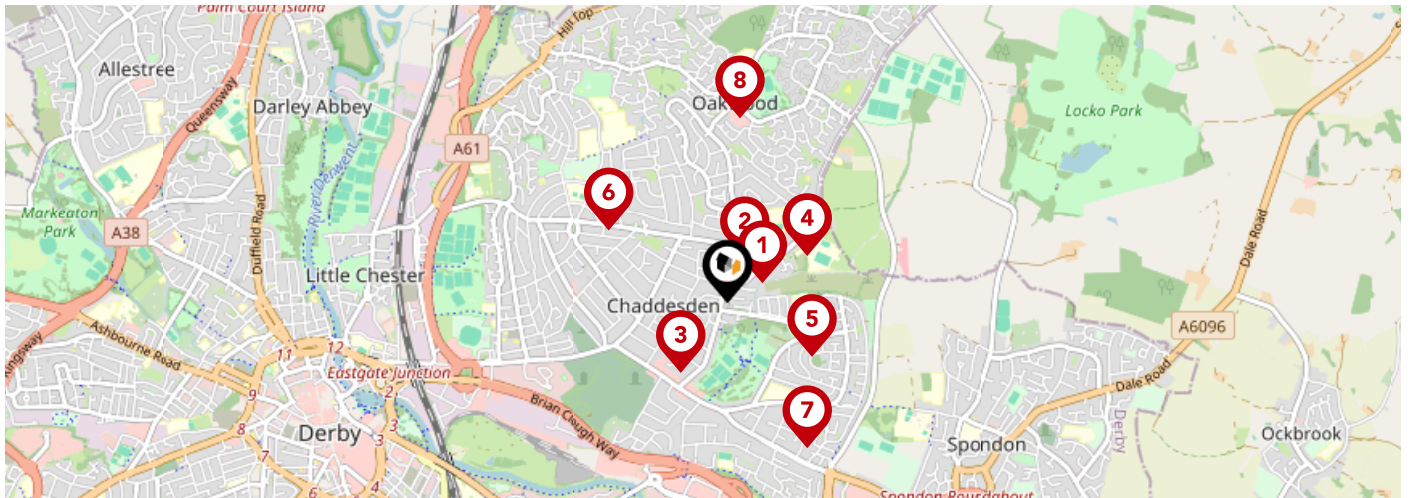 Palm Court Island
Hill Top
Allestree
Queensway
Darley Abbey
8
Oakwood
Locko Park
A61
River Derwent
6
Markeaton
Park
A38
Duffield Road
2
4
1
Dale Road
Little Chester
Chaddesden
5
3
A6096
Kingsway
Ashbourne Road
11
12
Eastgate Junction
2
Dale Road
9
Brian Clough Way
7
8
Derby
3
3
Derby
Spondon
Ockbrook
7
6
4
Spondon Roundabout